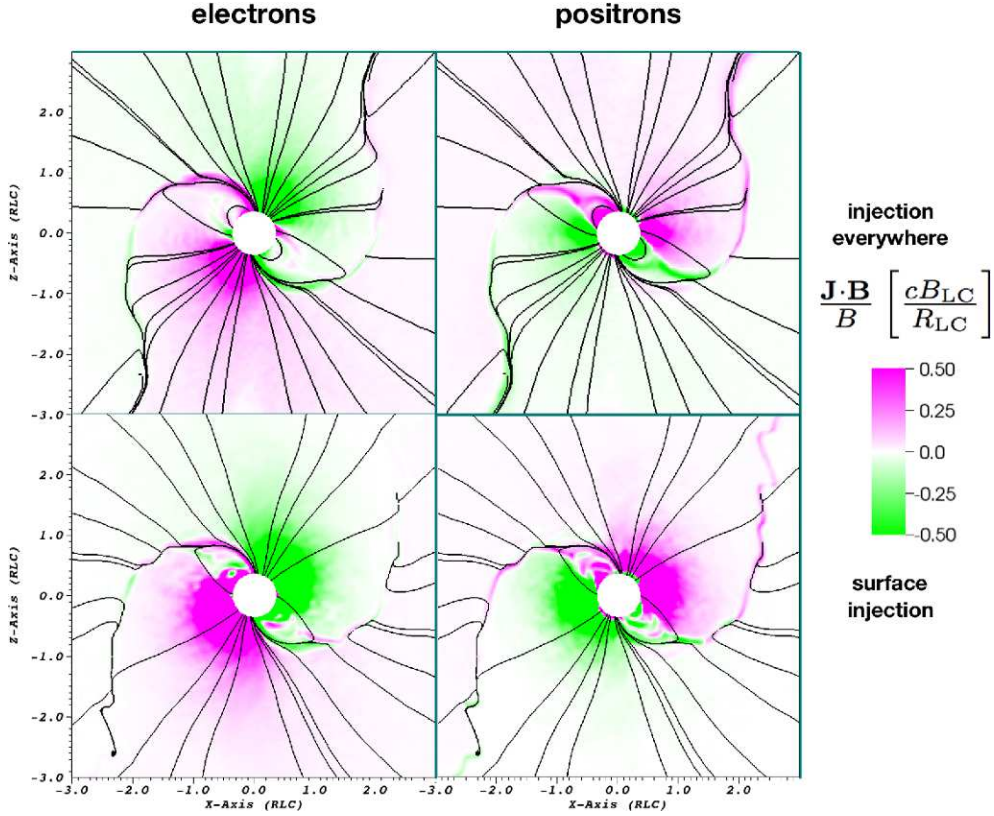 electrons
positrons
2.0
1.0
0.0
-1.0
-2.0
-3.0
Z-Axis (RLC)
injection
everywhere
J·B
B
[ cB_LC / R_LC ]
0.50
0.25
0.0
-0.25
-0.50
surface
injection
2.0
1.0
0.0
-1.0
-2.0
-3.0
Z-Axis (RLC)
-3.0 -2.0 -1.0 0.0 1.0 2.0
X-Axis (RLC)
-3.0 -2.0 -1.0 0.0 1.0 2.0
X-Axis (RLC)